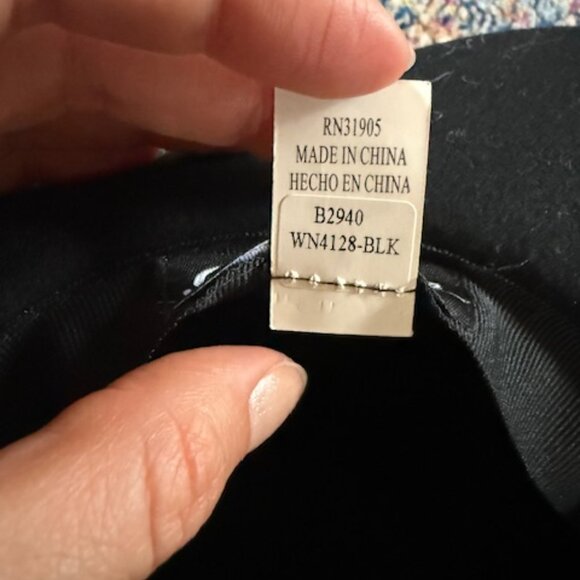 RN31905
MADE IN CHINA
HECHO EN CHINA
B2940
WN4128-BLK